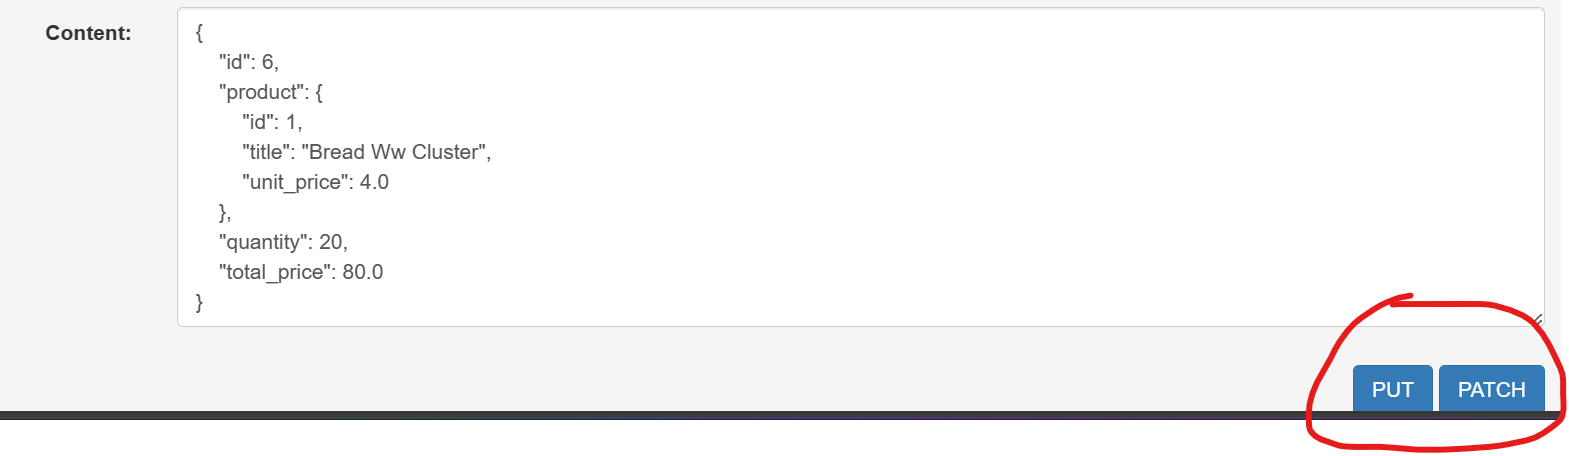 Content:
{
"id": 6,
"product": {
"id": 1,
"title": "Bread Ww Cluster",
"unit_price": 4.0
},
"quantity": 20,
"total_price": 80.0
}
PUT PATCH